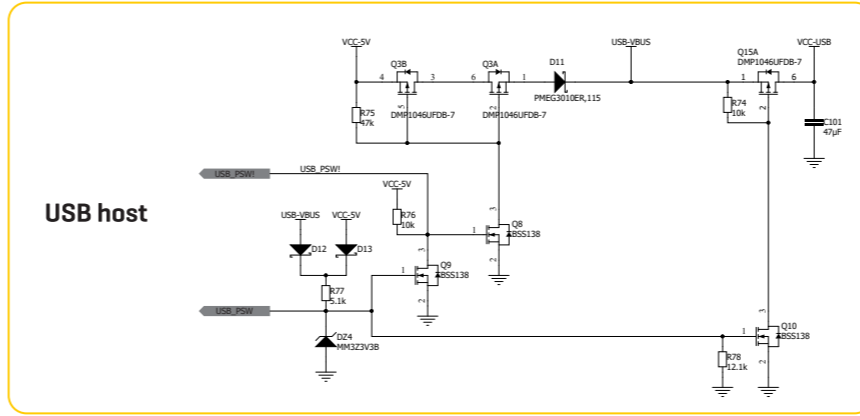 VCC-5V
Q3B
Q3A
D11
USB-VBUS
Q15A
VCC-USB
DMP1046UFDB-7
4
3
6
1
1
6
PMEG3010ER,115
R75
47k
5
DMP1046UFDB-7
2
DMP1046UFDB-7
R74
10k
2
C101
47µF
USB_PSW!
USB_PSW!
VCC-5V
R76
10k
USB host
USB-VBUS
VCC-5V
D12
D13
3
1
Q8
BSS138
2
3
Q9
1
BSS138
2
R77
5.1k
USB_PSW
DZ4
MM3Z3V3B
3
1
Q10
BSS138
2
R78
12.1k